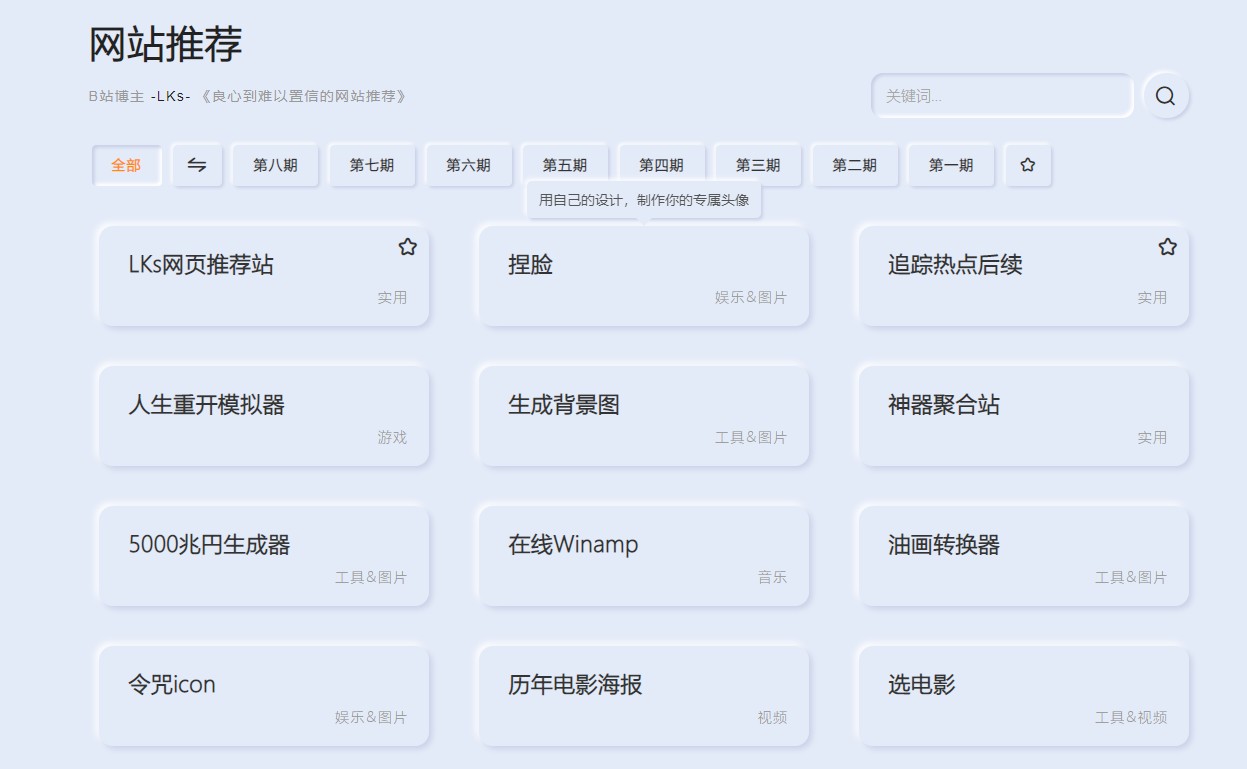 网站推荐
B站博主 -LKs- 《良心到难以置信的网站推荐》
关键词...
全部 第八期 第七期 第六期 第五期 第四期 第三期 第二期 第一期
用自己的设计，制作你的专属头像
LKs网页推荐站
实用
捏脸
娱乐&图片
追踪热点后续
实用
人生重开模拟器
游戏
生成背景图
工具&图片
神器聚合站
实用
5000兆円生成器
工具&图片
在线Winamp
音乐
油画转换器
工具&图片
令咒icon
娱乐&图片
历年电影海报
视频
选电影
工具&视频